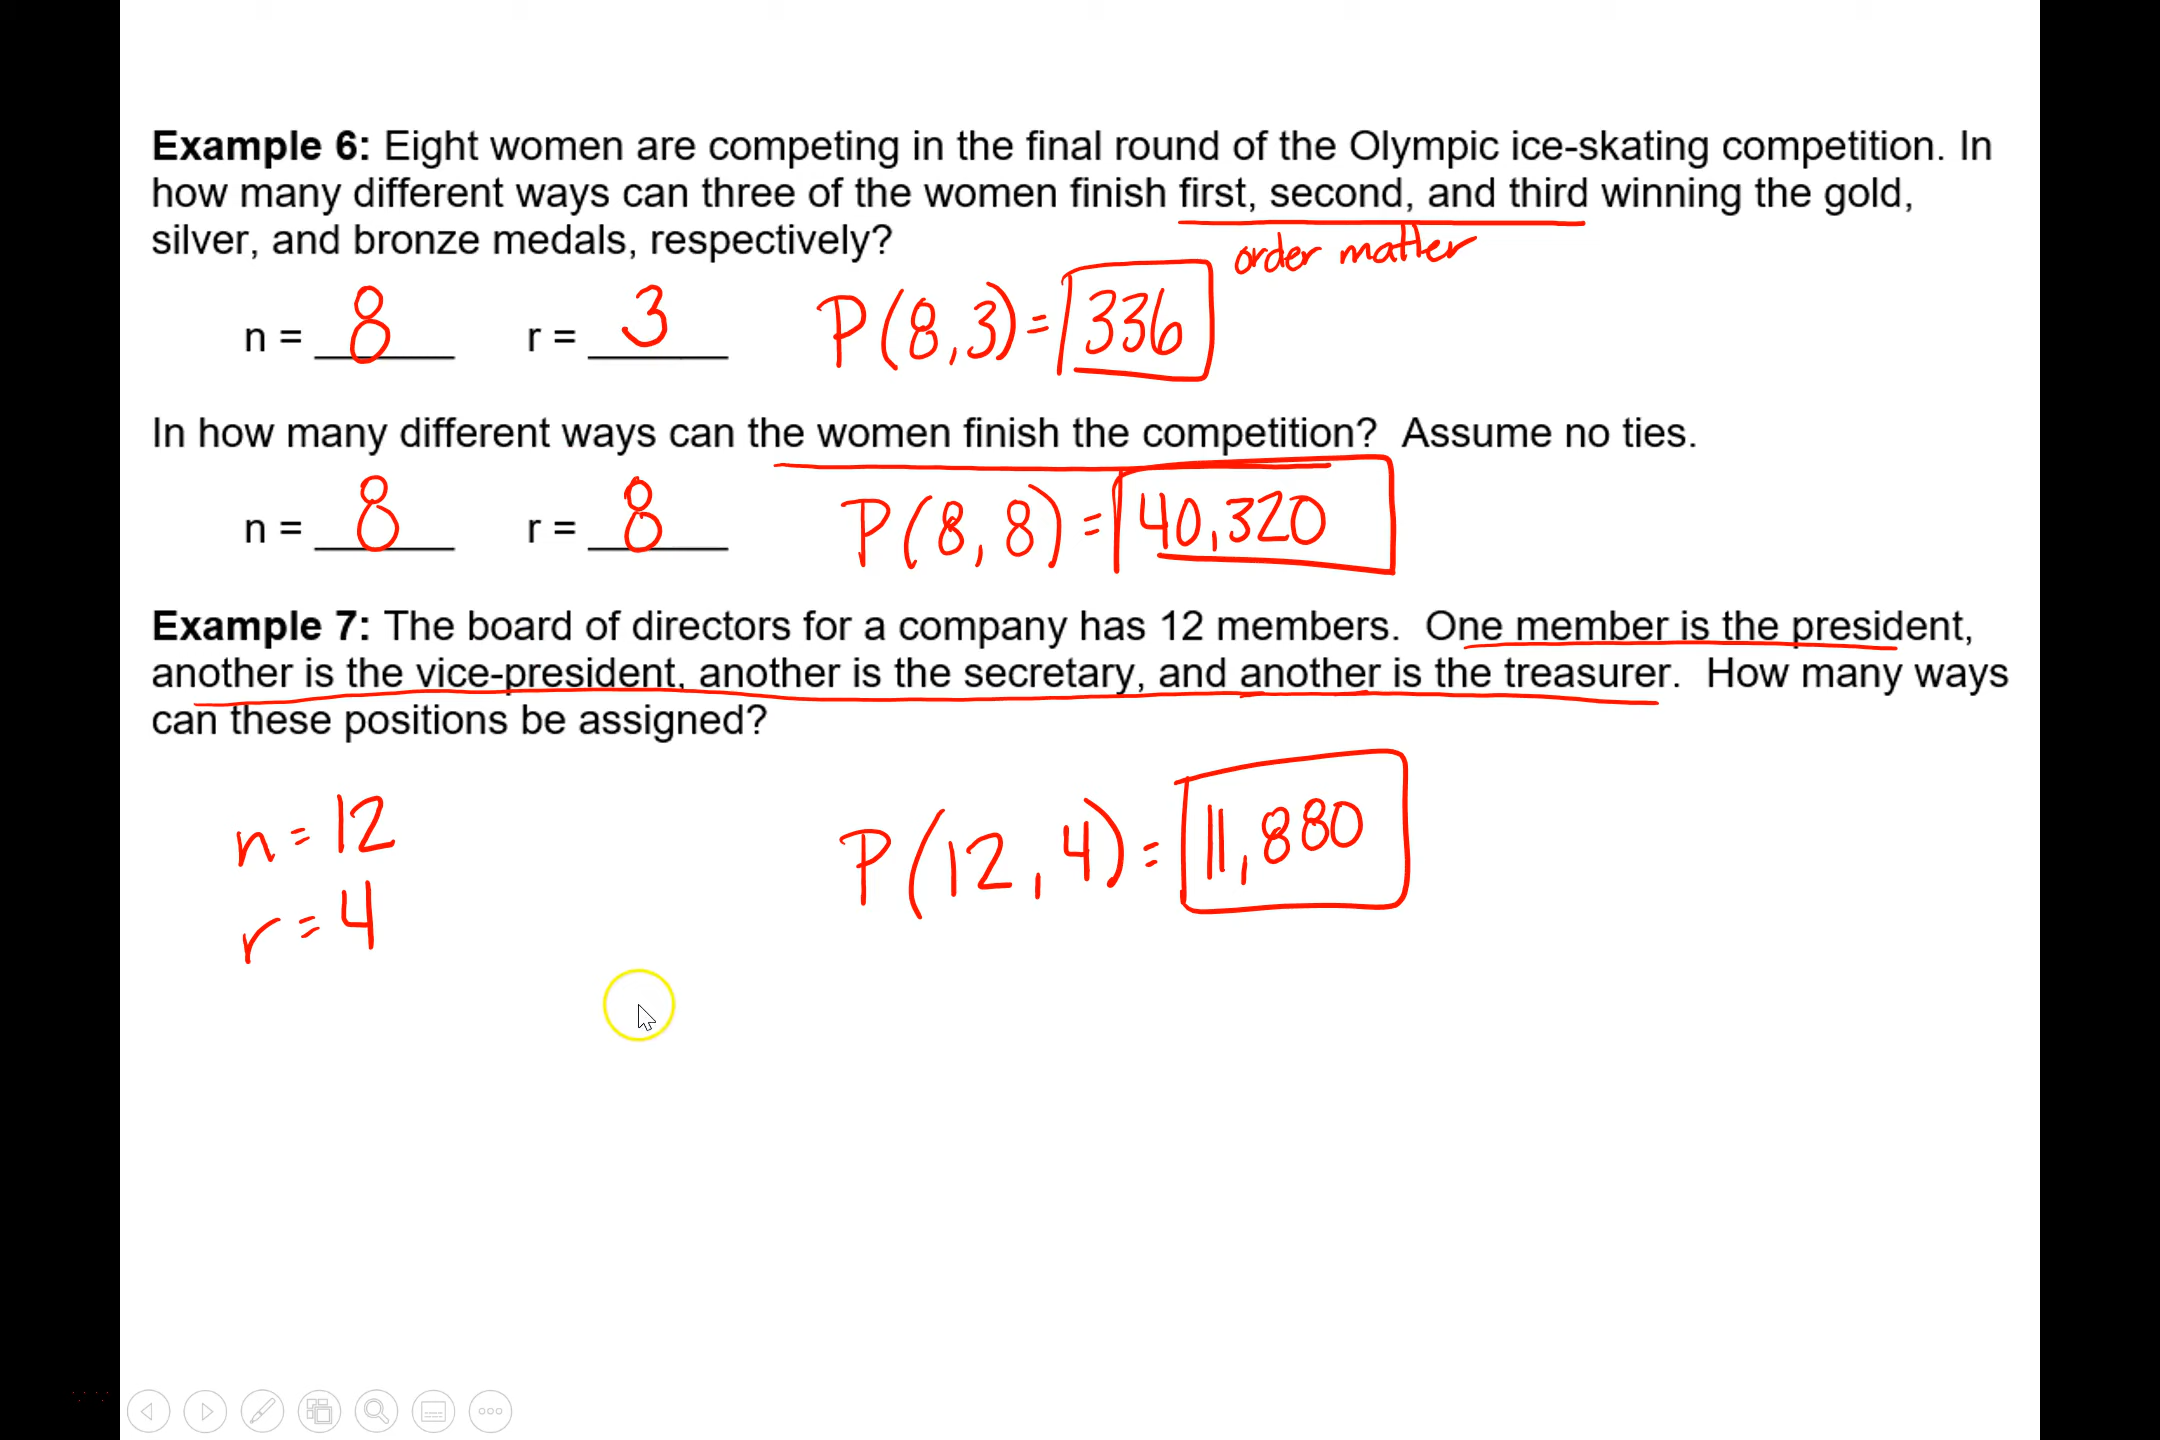 Example 6: Eight women are competing in the final round of the Olympic ice-skating competition. In
how many different ways can three of the women finish first, second, and third winning the gold,
silver, and bronze medals, respectively?
order matter
n = 8 r = 3 P(8,3) = 336
In how many different ways can the women finish the competition? Assume no ties.
n = 8 r = 8 P(8,8) = 40,320
Example 7: The board of directors for a company has 12 members. One member is the president,
another is the vice-president, another is the secretary, and another is the treasurer. How many ways
can these positions be assigned?
n = 12 P(12,4) = 11,880
r = 4